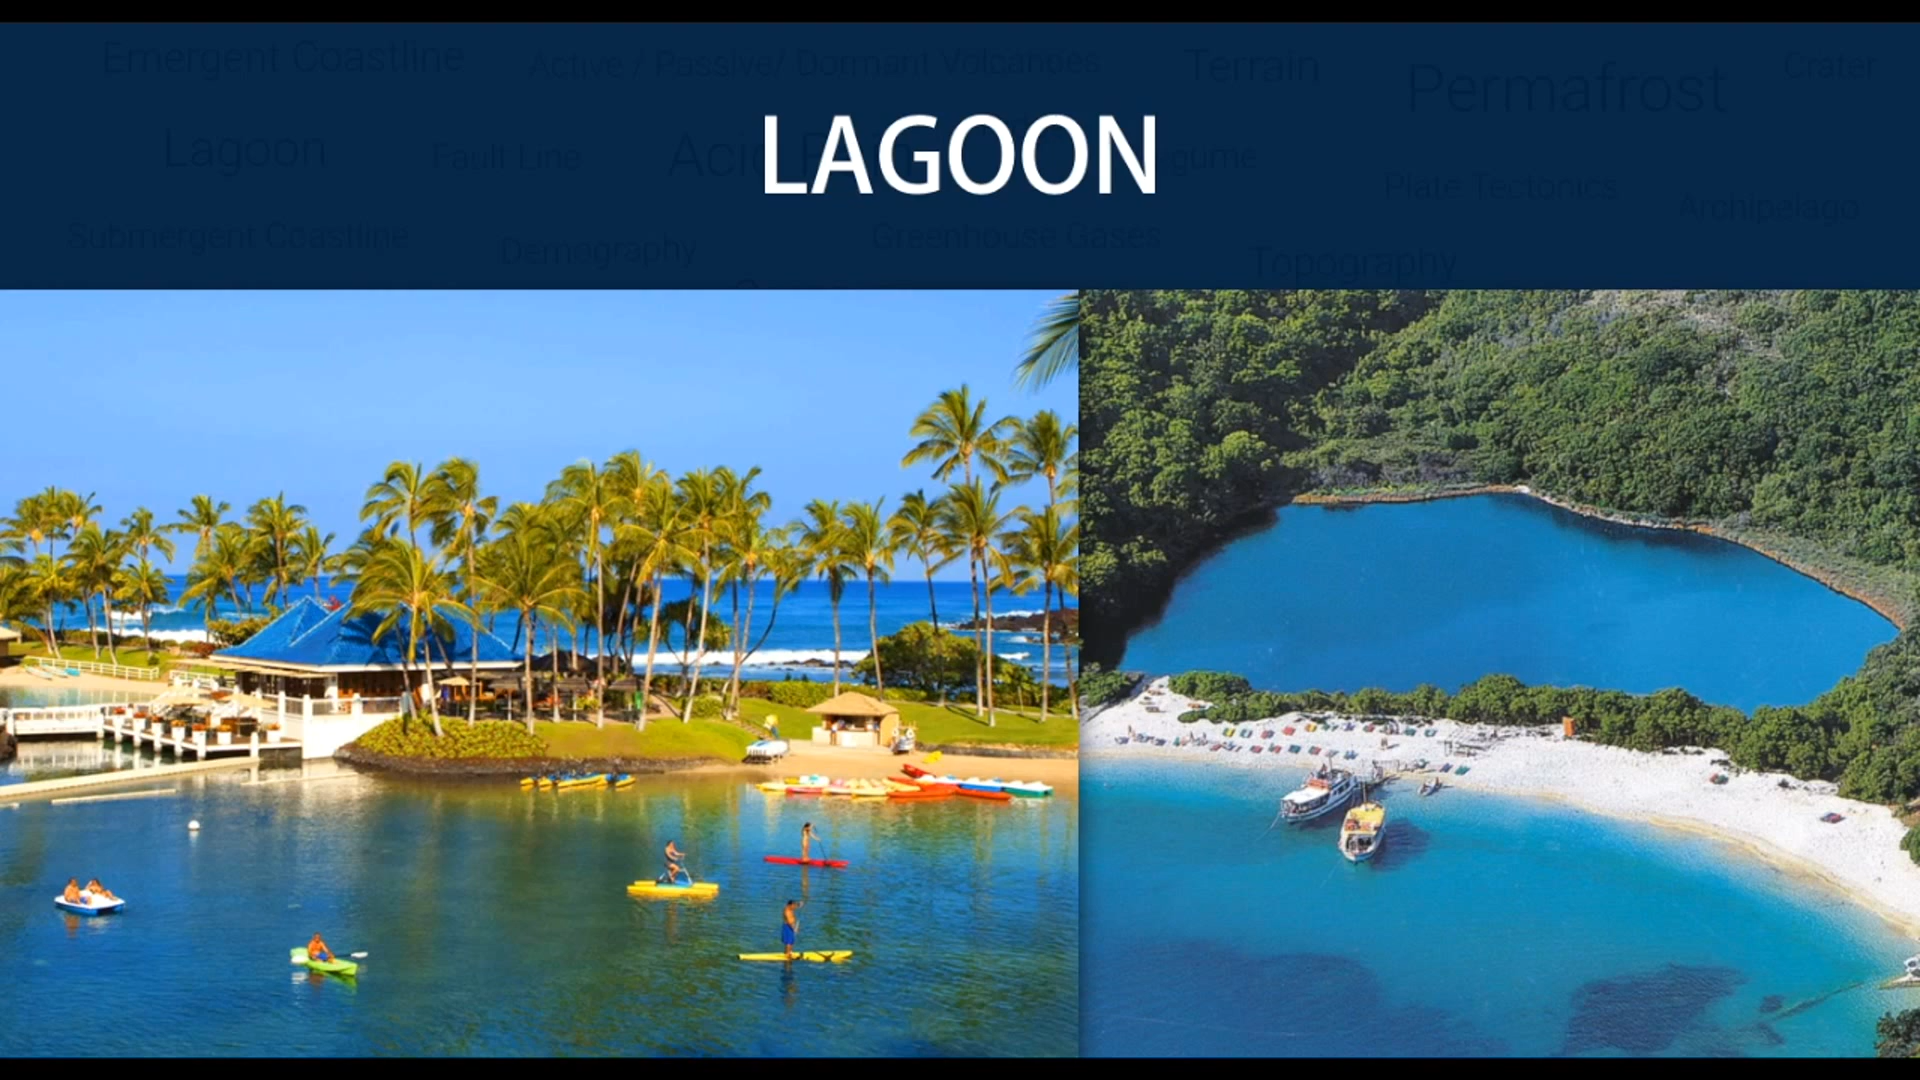 Emergent Coastline
Active / Passive/ Dormant Volcanoes
Terrain
Permafrost
Crater
LAGOON
Lagoon
Fault Line
Plate Tectonics
Archipelago
Submergent Coastline
Demography
Greenhouse Gases
Topography